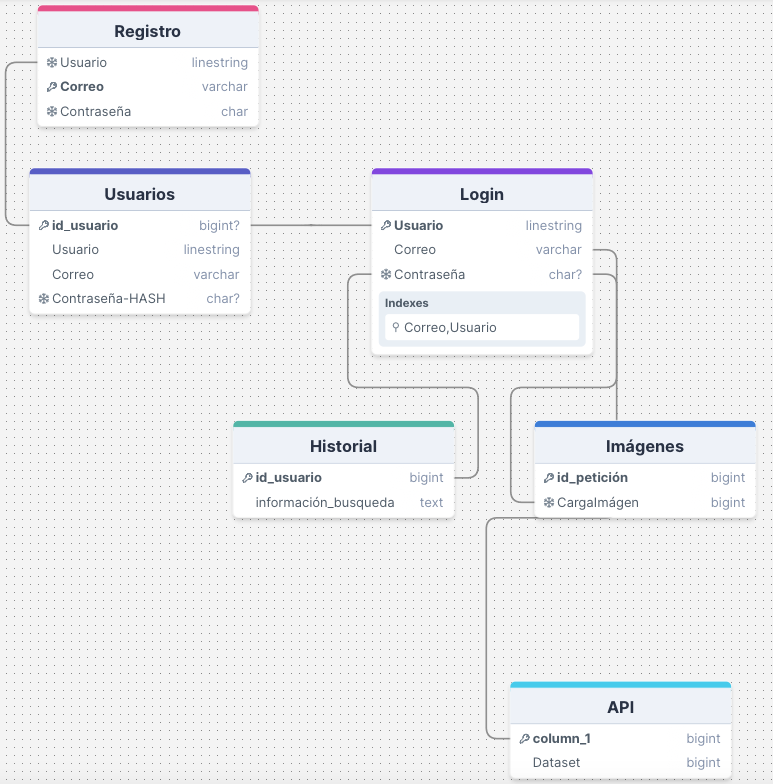 Registro
Usuario linestring
Correo varchar
Contraseña char
Usuarios
id_usuario bigint?
Usuario linestring
Correo varchar
Contraseña-HASH char?
Login
Usuario linestring
Correo varchar
Contraseña char?
Indexes
Correo,Usuario
Historial
id_usuario bigint
información_busqueda text
Imágenes
id_petición bigint
CargaImágen bigint
API
column_1 bigint
Dataset bigint